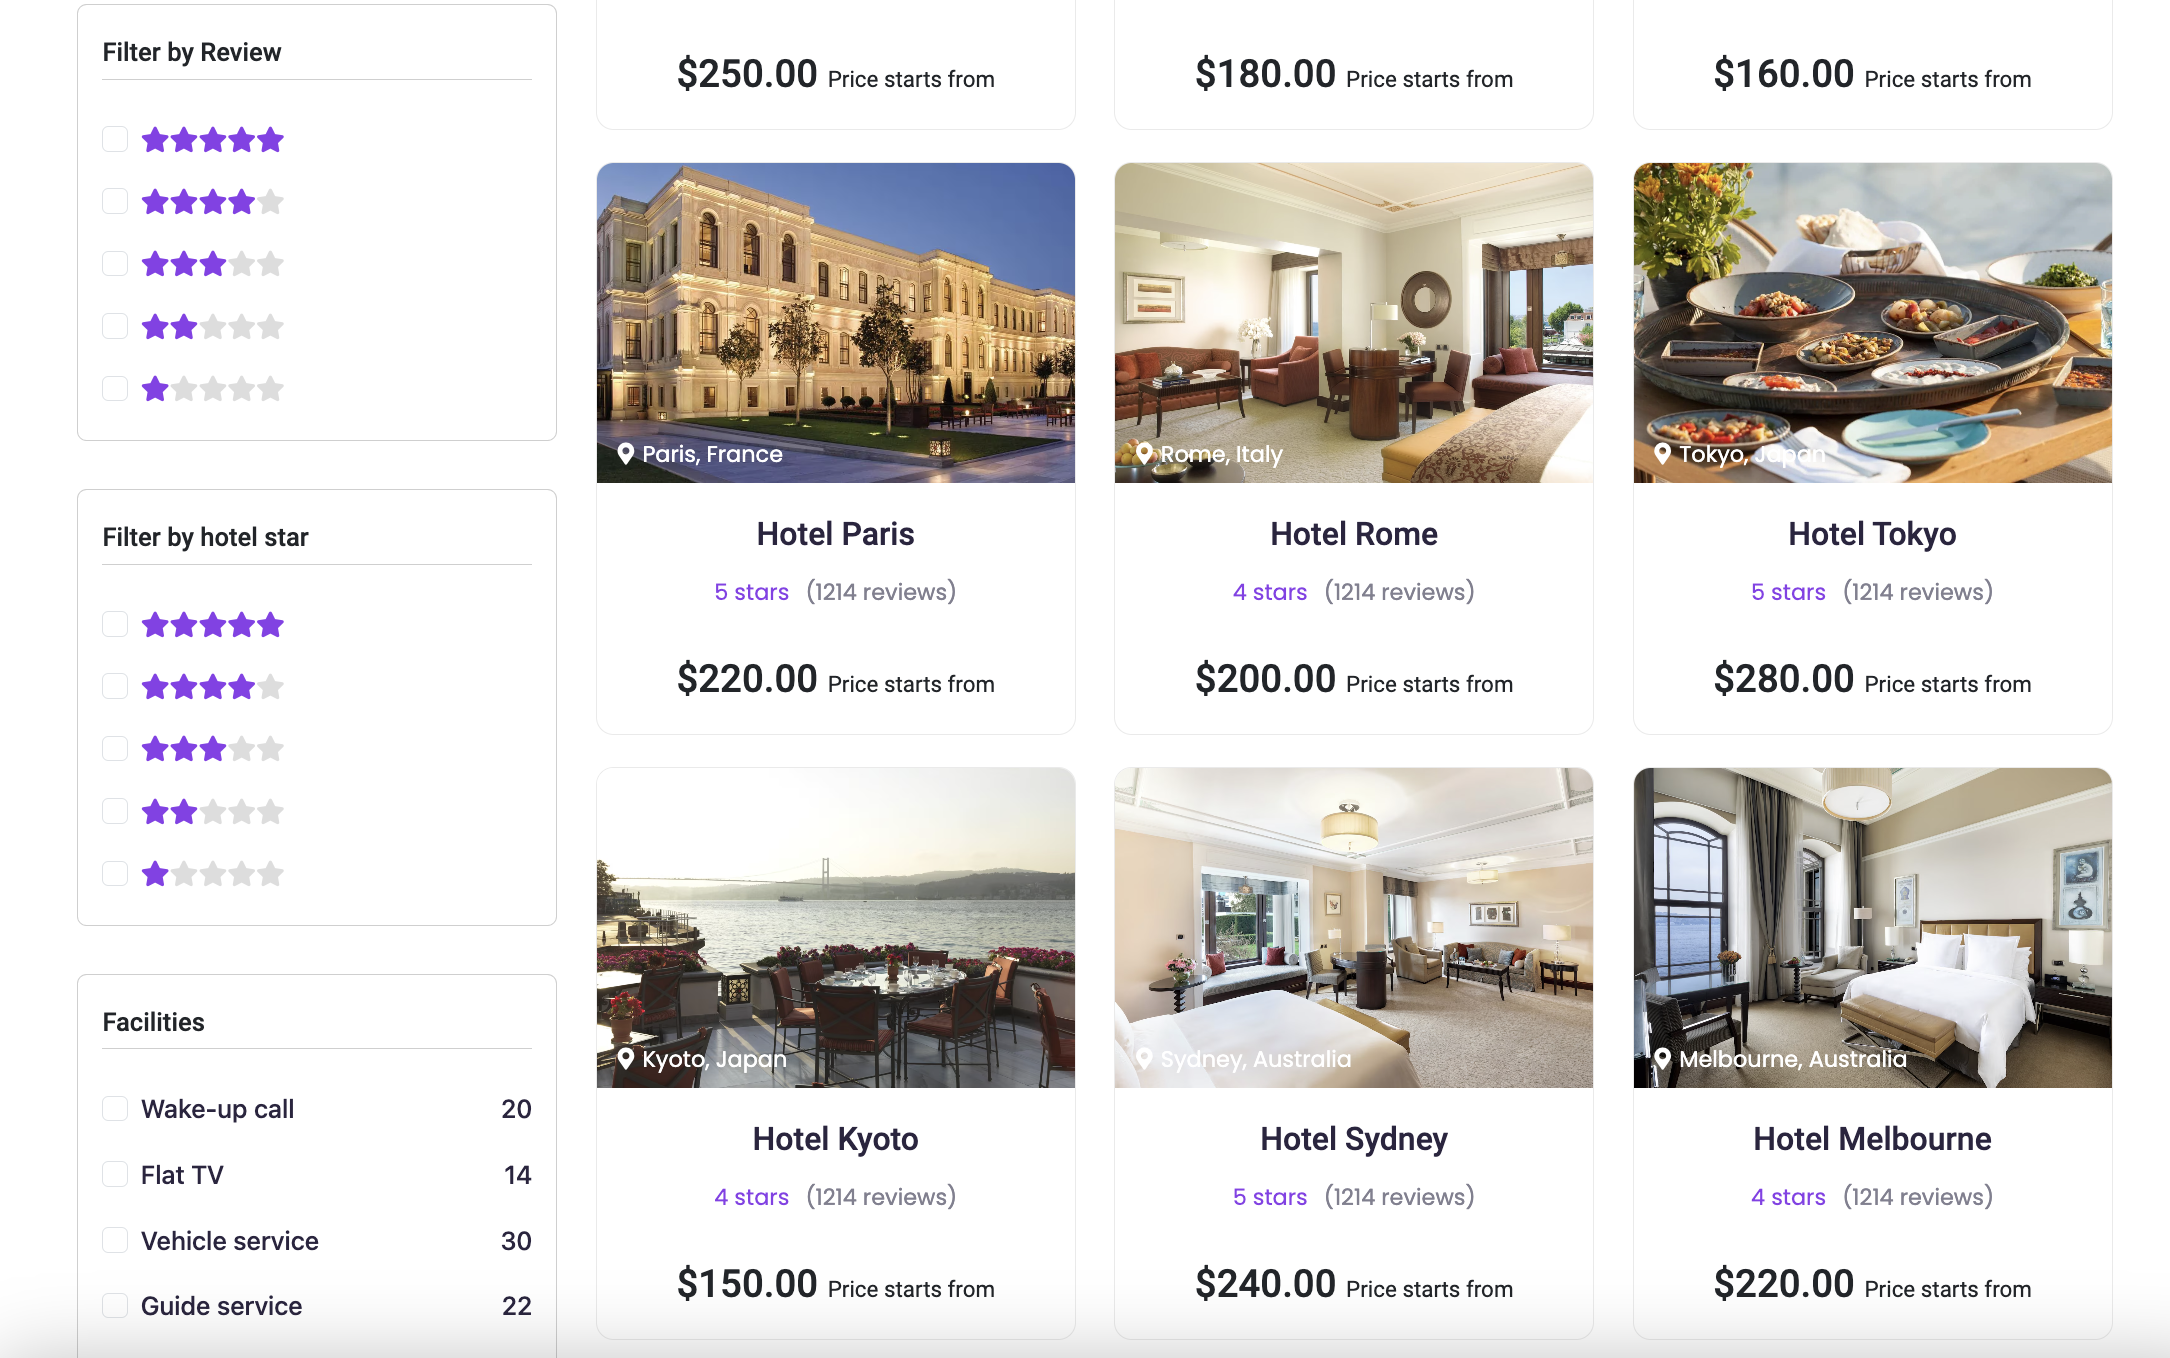 Filter by Review
Filter by hotel star
Facilities
Wake-up call 20
Flat TV 14
Vehicle service 30
Guide service 22
$250.00 Price starts from
$180.00 Price starts from
$160.00 Price starts from
Paris, France
Hotel Paris
5 stars (1214 reviews)
$220.00 Price starts from
Rome, Italy
Hotel Rome
4 stars (1214 reviews)
$200.00 Price starts from
Tokyo, Japan
Hotel Tokyo
5 stars (1214 reviews)
$280.00 Price starts from
Kyoto, Japan
Hotel Kyoto
4 stars (1214 reviews)
$150.00 Price starts from
Sydney, Australia
Hotel Sydney
5 stars (1214 reviews)
$240.00 Price starts from
Melbourne, Australia
Hotel Melbourne
4 stars (1214 reviews)
$220.00 Price starts from